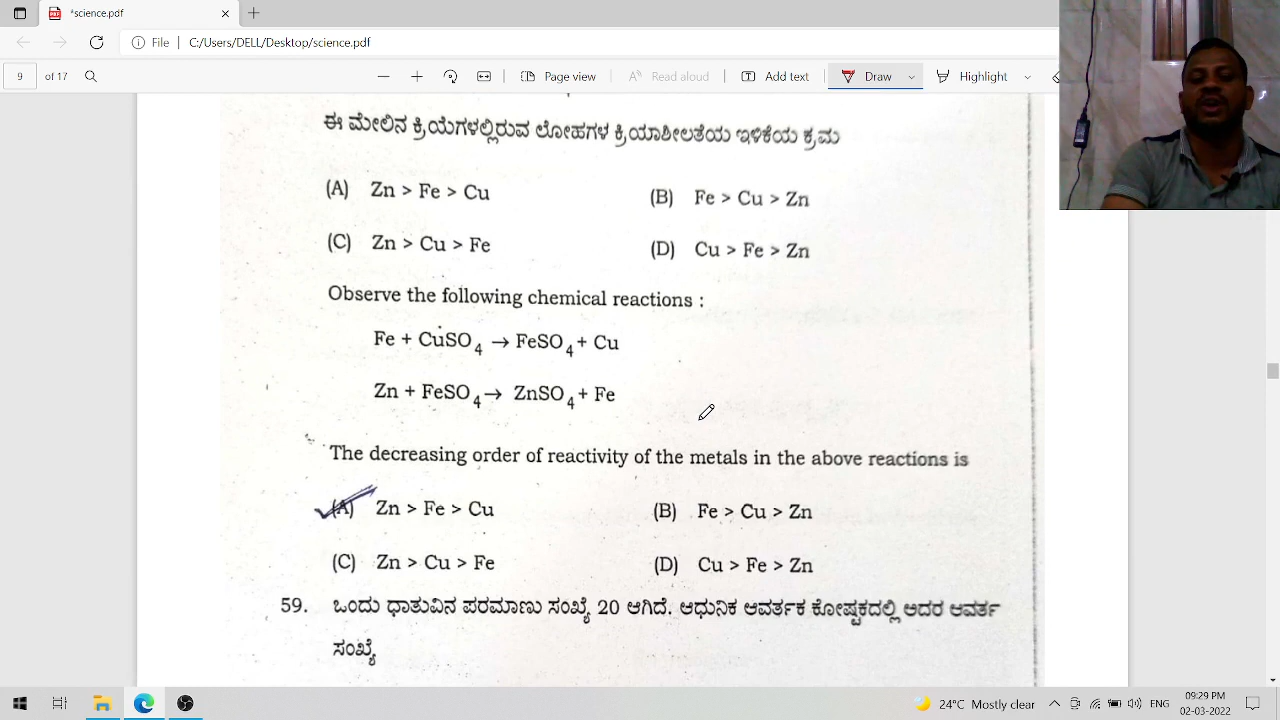 *science.pdf
File | C:/Users/DELL/Desktop/science.pdf
9 of 17 Page view Read aloud Add text Draw Highlight
ಈ ಮೇಲಿನ ಕ್ರಿಯೆಗಳಲ್ಲಿರುವ ಲೋಹಗಳ ಕ್ರಿಯಾಶೀಲತೆಯ ಇಳಿಕೆಯ ಕ್ರಮ
(A) Zn > Fe > Cu (B) Fe > Cu > Zn
(C) Zn > Cu > Fe (D) Cu > Fe > Zn
Observe the following chemical reactions :
Fe + CuSO4 → FeSO4 + Cu
Zn + FeSO4 → ZnSO4 + Fe
The decreasing order of reactivity of the metals in the above reactions is
(A) Zn > Fe > Cu (B) Fe > Cu > Zn
(C) Zn > Cu > Fe (D) Cu > Fe > Zn
59. ಒಂದು ಧಾತುವಿನ ಪರಮಾಣು ಸಂಖ್ಯೆ 20 ಆಗಿದೆ. ಆಧುನಿಕ ಆವರ್ತಕ ಕೋಷ್ಟಕದಲ್ಲಿ ಅದರ ಆವರ್ತ
ಸಂಖ್ಯೆ
24°C Mostly clear ENG 09:29 PM
02-03-2022